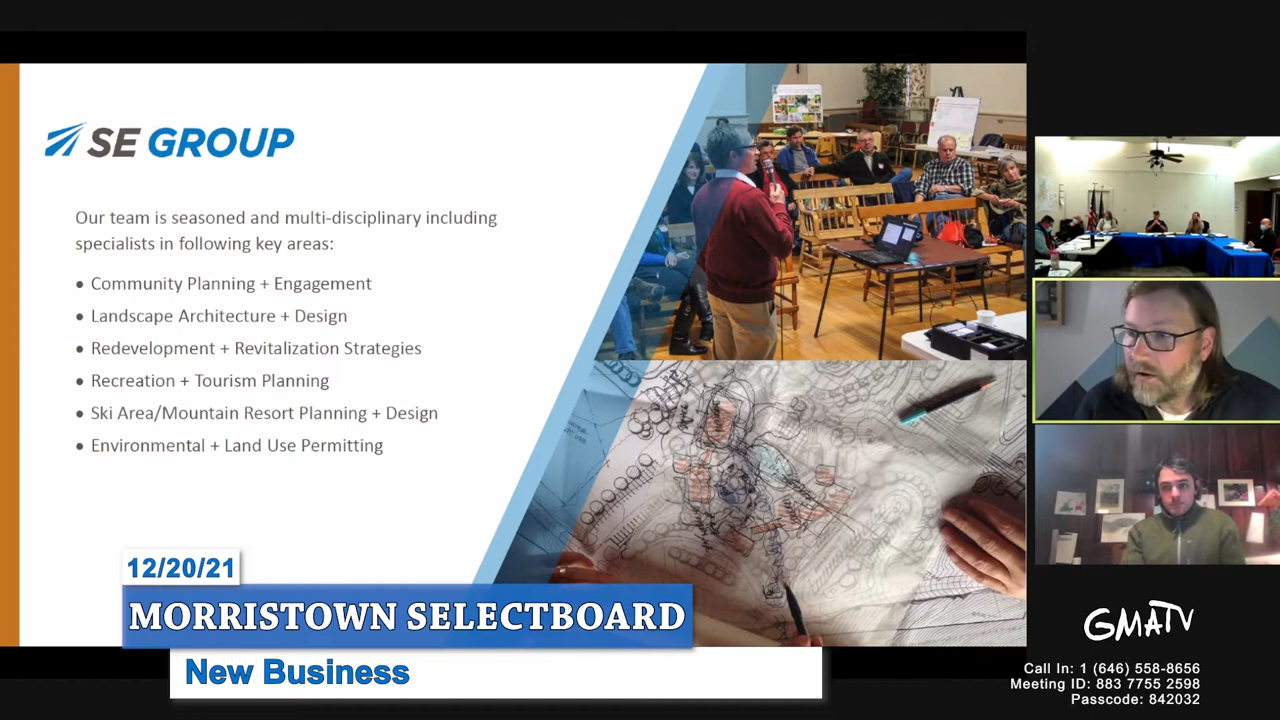 SE GROUP
Our team is seasoned and multi-disciplinary including
specialists in following key areas:
• Community Planning + Engagement
• Landscape Architecture + Design
• Redevelopment + Revitalization Strategies
• Recreation + Tourism Planning
• Ski Area/Mountain Resort Planning + Design
• Environmental + Land Use Permitting
12/20/21
MORRISTOWN SELECTBOARD
New Business
GMATV
Call In: 1 (646) 558-8656
Meeting ID: 883 7755 2598
Passcode: 842032